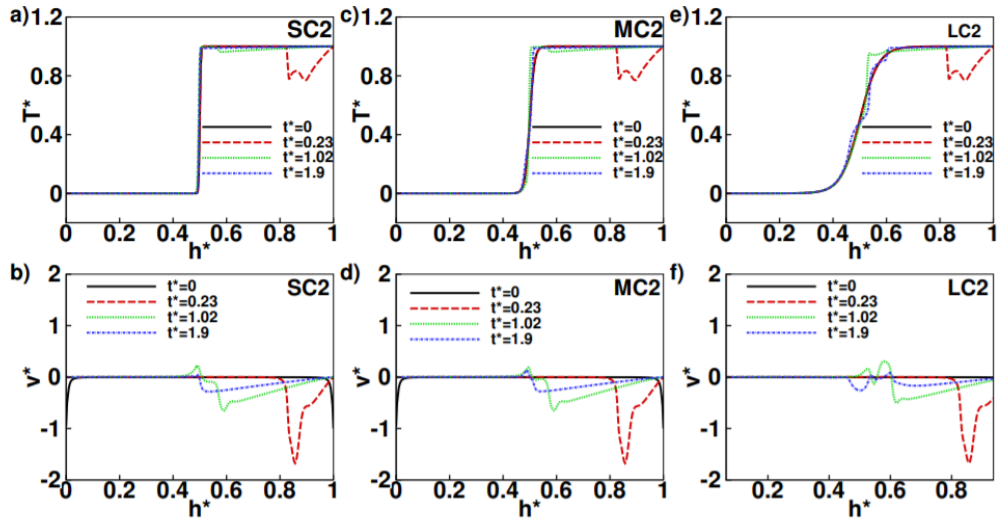 a)
SC2
1.2
0.8
0.4
0
T*
t*=0
t*=0.23
t*=1.02
t*=1.9
0 0.2 0.4 0.6 0.8 1
h*
c)
MC2
1.2
0.8
0.4
0
T*
t*=0
t*=0.23
t*=1.02
t*=1.9
0 0.2 0.4 0.6 0.8 1
h*
e)
LC2
1.2
0.8
0.4
0
T*
t*=0
t*=0.23
t*=1.02
t*=1.9
0 0.2 0.4 0.6 0.8 1
h*
b)
SC2
2
1
0
-1
-2
v*
t*=0
t*=0.23
t*=1.02
t*=1.9
0 0.2 0.4 0.6 0.8 1
h*
d)
MC2
2
1
0
-1
-2
v*
t*=0
t*=0.23
t*=1.02
t*=1.9
0 0.2 0.4 0.6 0.8 1
h*
f)
LC2
2
1
0
-1
-2
v*
t*=0
t*=0.23
t*=1.02
t*=1.9
0.2 0.4 0.6 0.8
h*